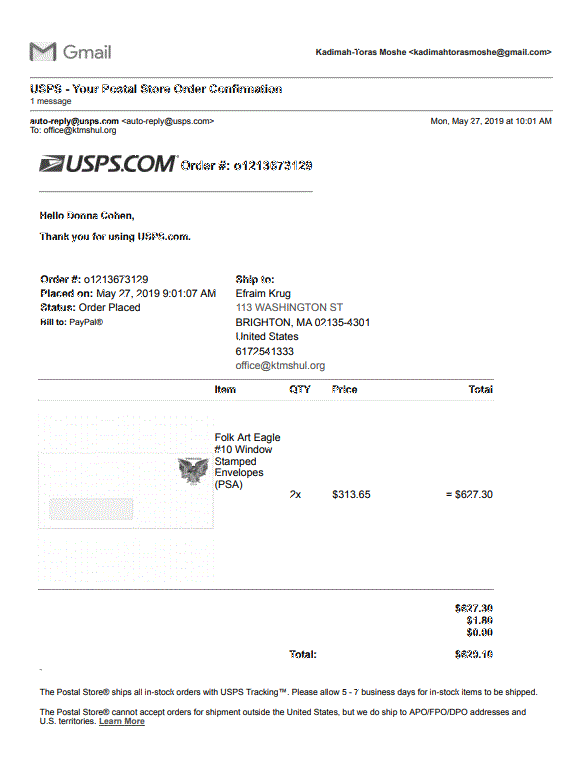 Gmail
Kadimah-Toras Moshe <kadimahtorasmoshe@gmail.com>
USPS - Your Postal Store Order Confirmation
1 message
auto-reply@usps.com <auto-reply@usps.com>
Mon, May 27, 2019 at 10:01 AM
To: office@ktmshul.org
USPS.COM® Order #: o1213673129
Hello Donna Cohen,
Thank you for using USPS.com.
Order #: o1213673129
Placed on: May 27, 2019 9:01:07 AM
Status: Order Placed
Bill to: PayPal®
Ship to:
Efraim Krug
113 WASHINGTON ST
BRIGHTON, MA 02135-4301
United States
6172541333
office@ktmshul.org
Item QTY Price Total
Folk Art Eagle
#10 Window
Stamped
Envelopes
(PSA)
2x $313.65 = $627.30
$627.30
$1.80
$0.00
Total: $629.10
The Postal Store® ships all in-stock orders with USPS Tracking™. Please allow 5 - 7 business days for in-stock items to be shipped.
The Postal Store® cannot accept orders for shipment outside the United States, but we do ship to APO/FPO/DPO addresses and
U.S. territories. Learn More